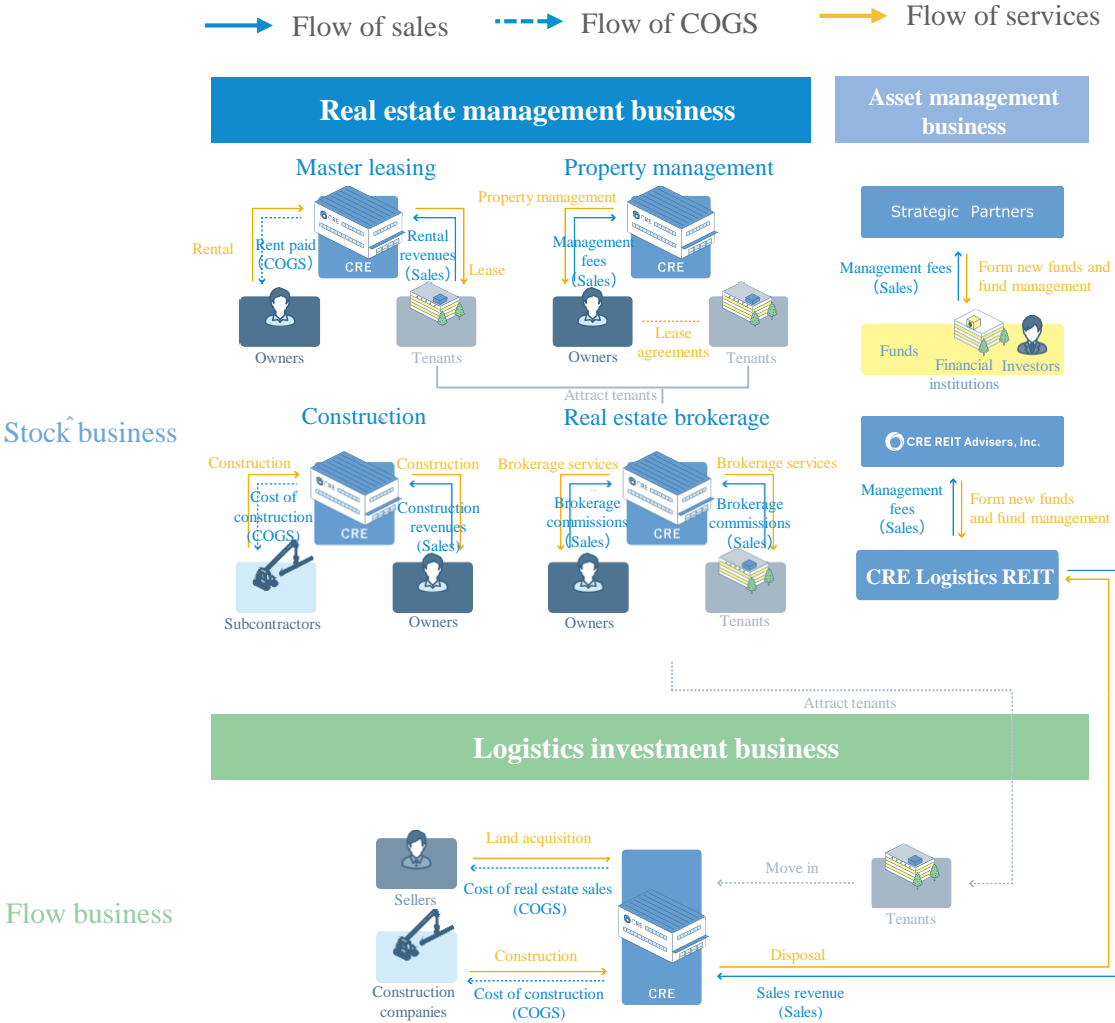 Flow of sales
Flow of COGS
Flow of services
Real estate management business
Asset management
business
Master leasing
Property management
Rental
Rent paid
(COGS)
CRE
CRE
Rental
revenues
(Sales)
Lease
Owners
Tenants
Property management
Management
fees
(Sales)
CRE
CRE
Owners
Lease
agreements
Tenants
Attract tenants
Strategic Partners
Management fees
(Sales)
Form new funds and
fund management
Funds
Financial
institutions
Investors
Stock business
Construction
Real estate brokerage
Construction
Cost of
construction
(COGS)
CRE
CRE
Construction
Construction
revenues
(Sales)
Subcontractors
Owners
Brokerage services
Brokerage
commissions
(Sales)
CRE
CRE
Brokerage services
Brokerage
commissions
(Sales)
Owners
Tenants
CRE REIT Advisers, Inc.
Management
fees
(Sales)
Form new funds
and fund management
CRE Logistics REIT
Attract tenants
Logistics investment business
Flow business
Sellers
Land acquisition
Cost of real estate sales
(COGS)
Construction
companies
Construction
Cost of construction
(COGS)
CRE
CRE
Move in
Tenants
Disposal
Sales revenue
(Sales)